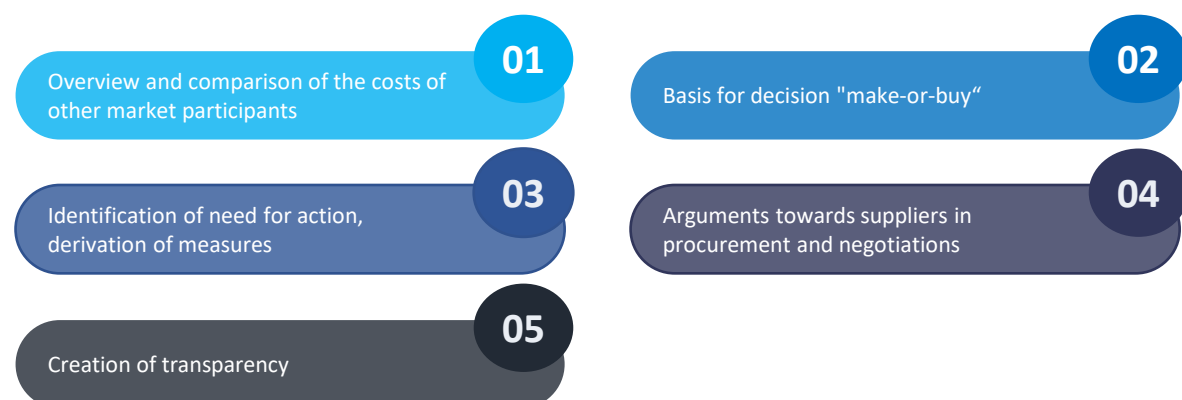 01
Overview and comparison of the costs of
other market participants
02
Basis for decision "make-or-buy“
03
Identification of need for action,
derivation of measures
04
Arguments towards suppliers in
procurement and negotiations
05
Creation of transparency